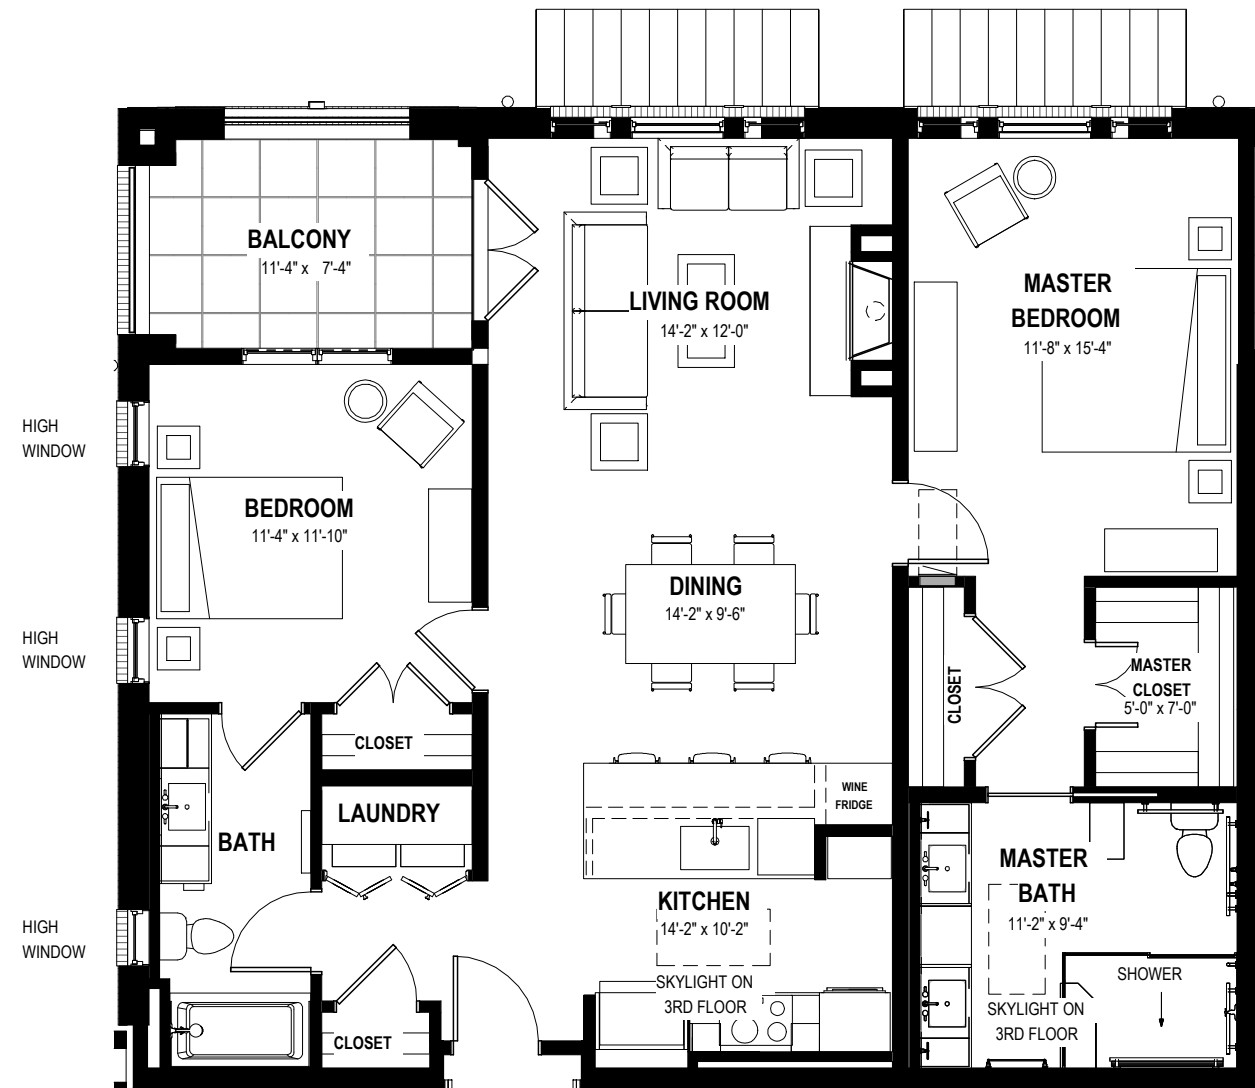 BALCONY
11'-4" x 7'-4"
LIVING ROOM
14'-2" x 12'-0"
MASTER
BEDROOM
11'-8" x 15'-4"
HIGH
WINDOW
BEDROOM
11'-4" x 11'-10"
DINING
14'-2" x 9'-6"
HIGH
WINDOW
CLOSET
MASTER
CLOSET
5'-0" x 7'-0"
CLOSET
WINE
FRIDGE
LAUNDRY
BATH
MASTER
BATH
11'-2" x 9'-4"
KITCHEN
14'-2" x 10'-2"
HIGH
WINDOW
SKYLIGHT ON
3RD FLOOR
SHOWER
SKYLIGHT ON
3RD FLOOR
CLOSET